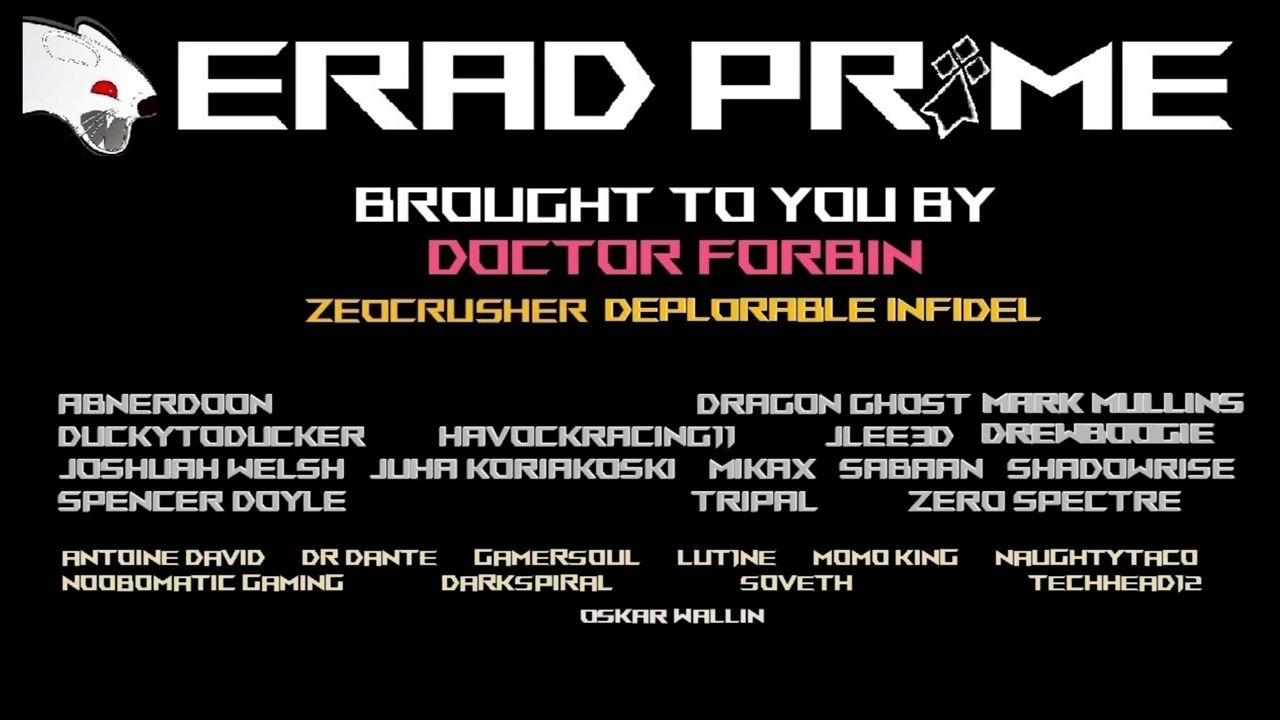 ERAD PRIME
BROUGHT TO YOU BY
DOCTOR FORBIN
ZEOCRUSHER DEPLORABLE INFIDEL
ABNERDOON DRAGON GHOST MARK MULLINS
DUCKYTODUCKER HAVOCKRACING11 JLEE3D DREWBOOGIE
JOSHUAH WELSH JUHA KORIAKOSKI MIKAX SABAAN SHADOWRISE
SPENCER DOYLE TRIPAL ZERO SPECTRE
ANTOINE DAVID DR DANTE GAMERSOUL LUT1NE MOMO KING NAUGHTYTACO
NOOBOMATIC GAMING DARKSPIRAL SOVETH TECHHEAD12
OSKAR WALLIN